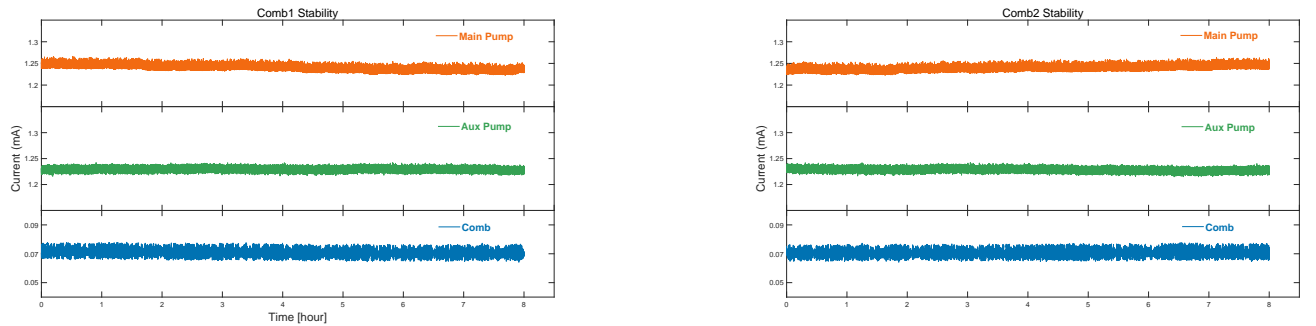 Comb1 Stability
Main Pump
1.3
1.25
1.2
Aux Pump
1.3
1.25
1.2
Current (mA)
Comb
0.09
0.07
0.05
0 1 2 3 4 5 6 7 8
Time [hour]
Comb2 Stability
Main Pump
1.3
1.25
1.2
Aux Pump
1.3
1.25
1.2
Current (mA)
Comb
0.09
0.07
0.05
0 1 2 3 4 5 6 7 8